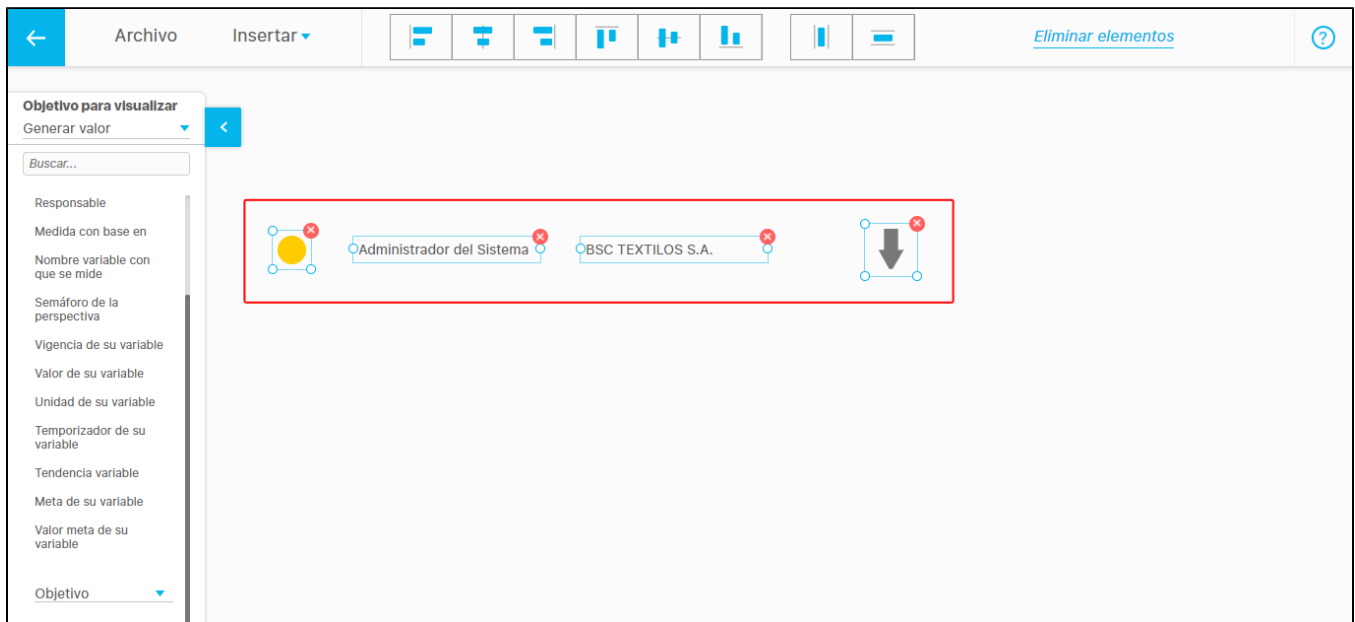 Archivo
Insertar
Eliminar elementos
?
Objetivo para visualizar
Generar valor
Buscar...
Responsable
Medida con base en
Nombre variable con
que se mide
Semáforo de la
perspectiva
Vigencia de su variable
Valor de su variable
Unidad de su variable
Temporizador de su
variable
Tendencia variable
Meta de su variable
Valor meta de su
variable
Objetivo
Administrador del Sistema
BSC TEXTILOS S.A.